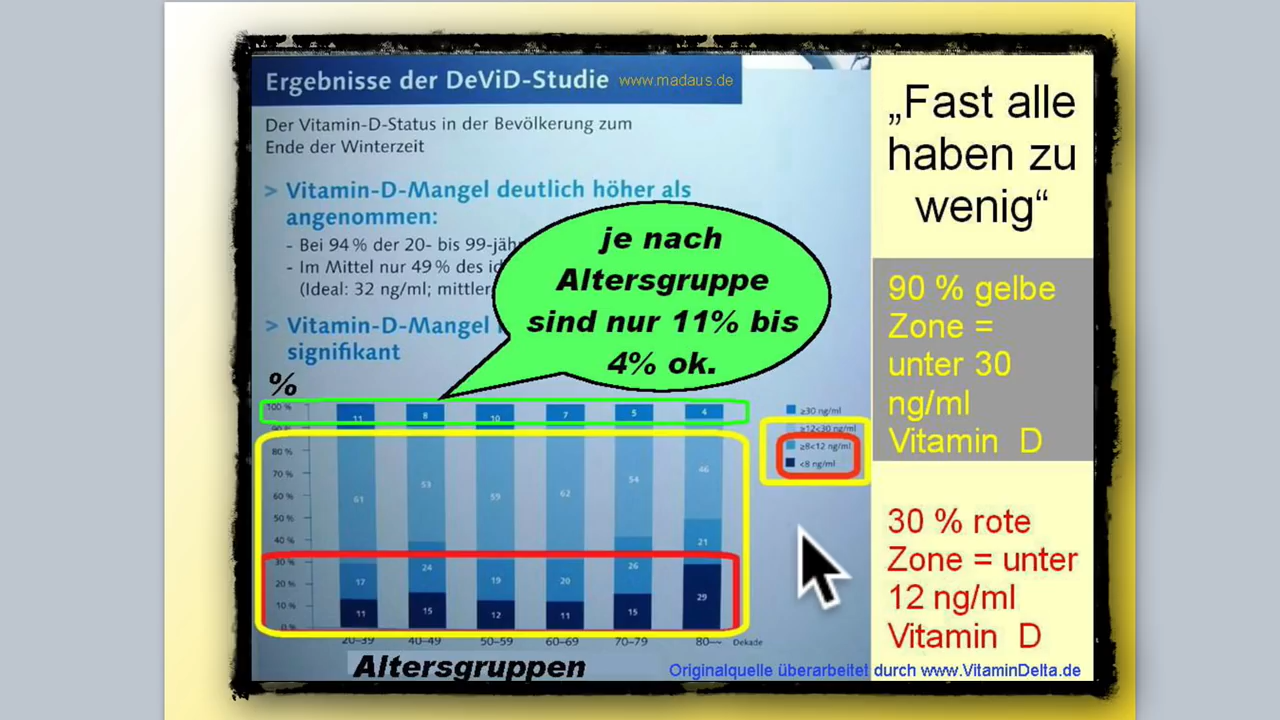 Ergebnisse der DeViD-Studie www.madaus.de
Der Vitamin-D-Status in der Bevölkerung zum
Ende der Winterzeit
> Vitamin-D-Mangel deutlich höher als
angenommen:
- Bei 94 % der 20- bis 99-jäh
- Im Mittel nur 49 % des id
(Ideal: 32 ng/ml; mittler
> Vitamin-D-Mangel
signifikant
je nach
Altersgruppe
sind nur 11% bis
4% ok.
%
100 %
90 %
80 %
70 %
60 %
50 %
40 %
30 %
20 %
10 %
0 %
11 8 10 7 5 4
61 53 59 62 54 46
17 24 19 20 26 21
11 15 12 11 15 29
20–39 40–49 50–59 60–69 70–79 80— Dekade
Altersgruppen
≥30 ng/ml
≥12<30 ng/ml
≥8<12 ng/ml
<8 ng/ml
„Fast alle
haben zu
wenig“
90 % gelbe
Zone =
unter 30
ng/ml
Vitamin D
30 % rote
Zone = unter
12 ng/ml
Vitamin D
Originalquelle überarbeitet durch www.VitaminDelta.de